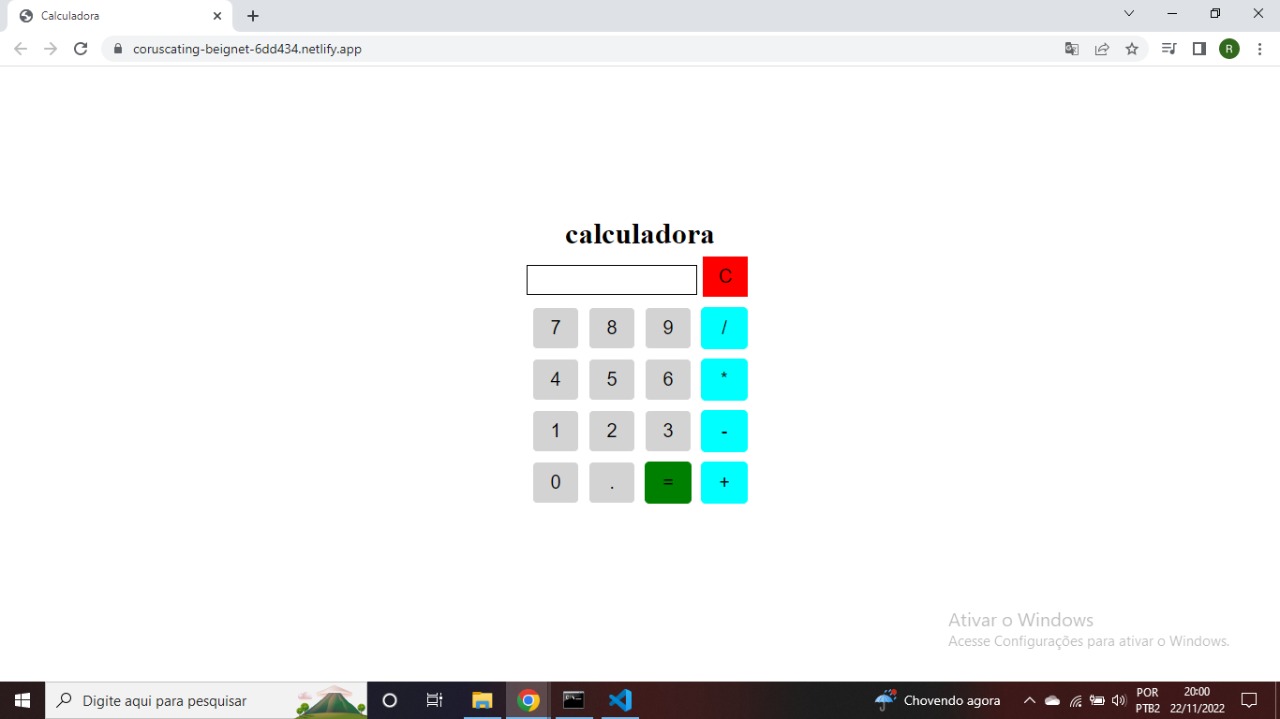 Calculadora
coruscating-beignet-6dd434.netlify.app
R
calculadora
C
7 8 9 /
4 5 6 *
1 2 3 -
0 . = +
Ativar o Windows
Acesse Configurações para ativar o Windows.
Digite aqui para pesquisar
Chovendo agora
POR
PTB2
20:00
22/11/2022